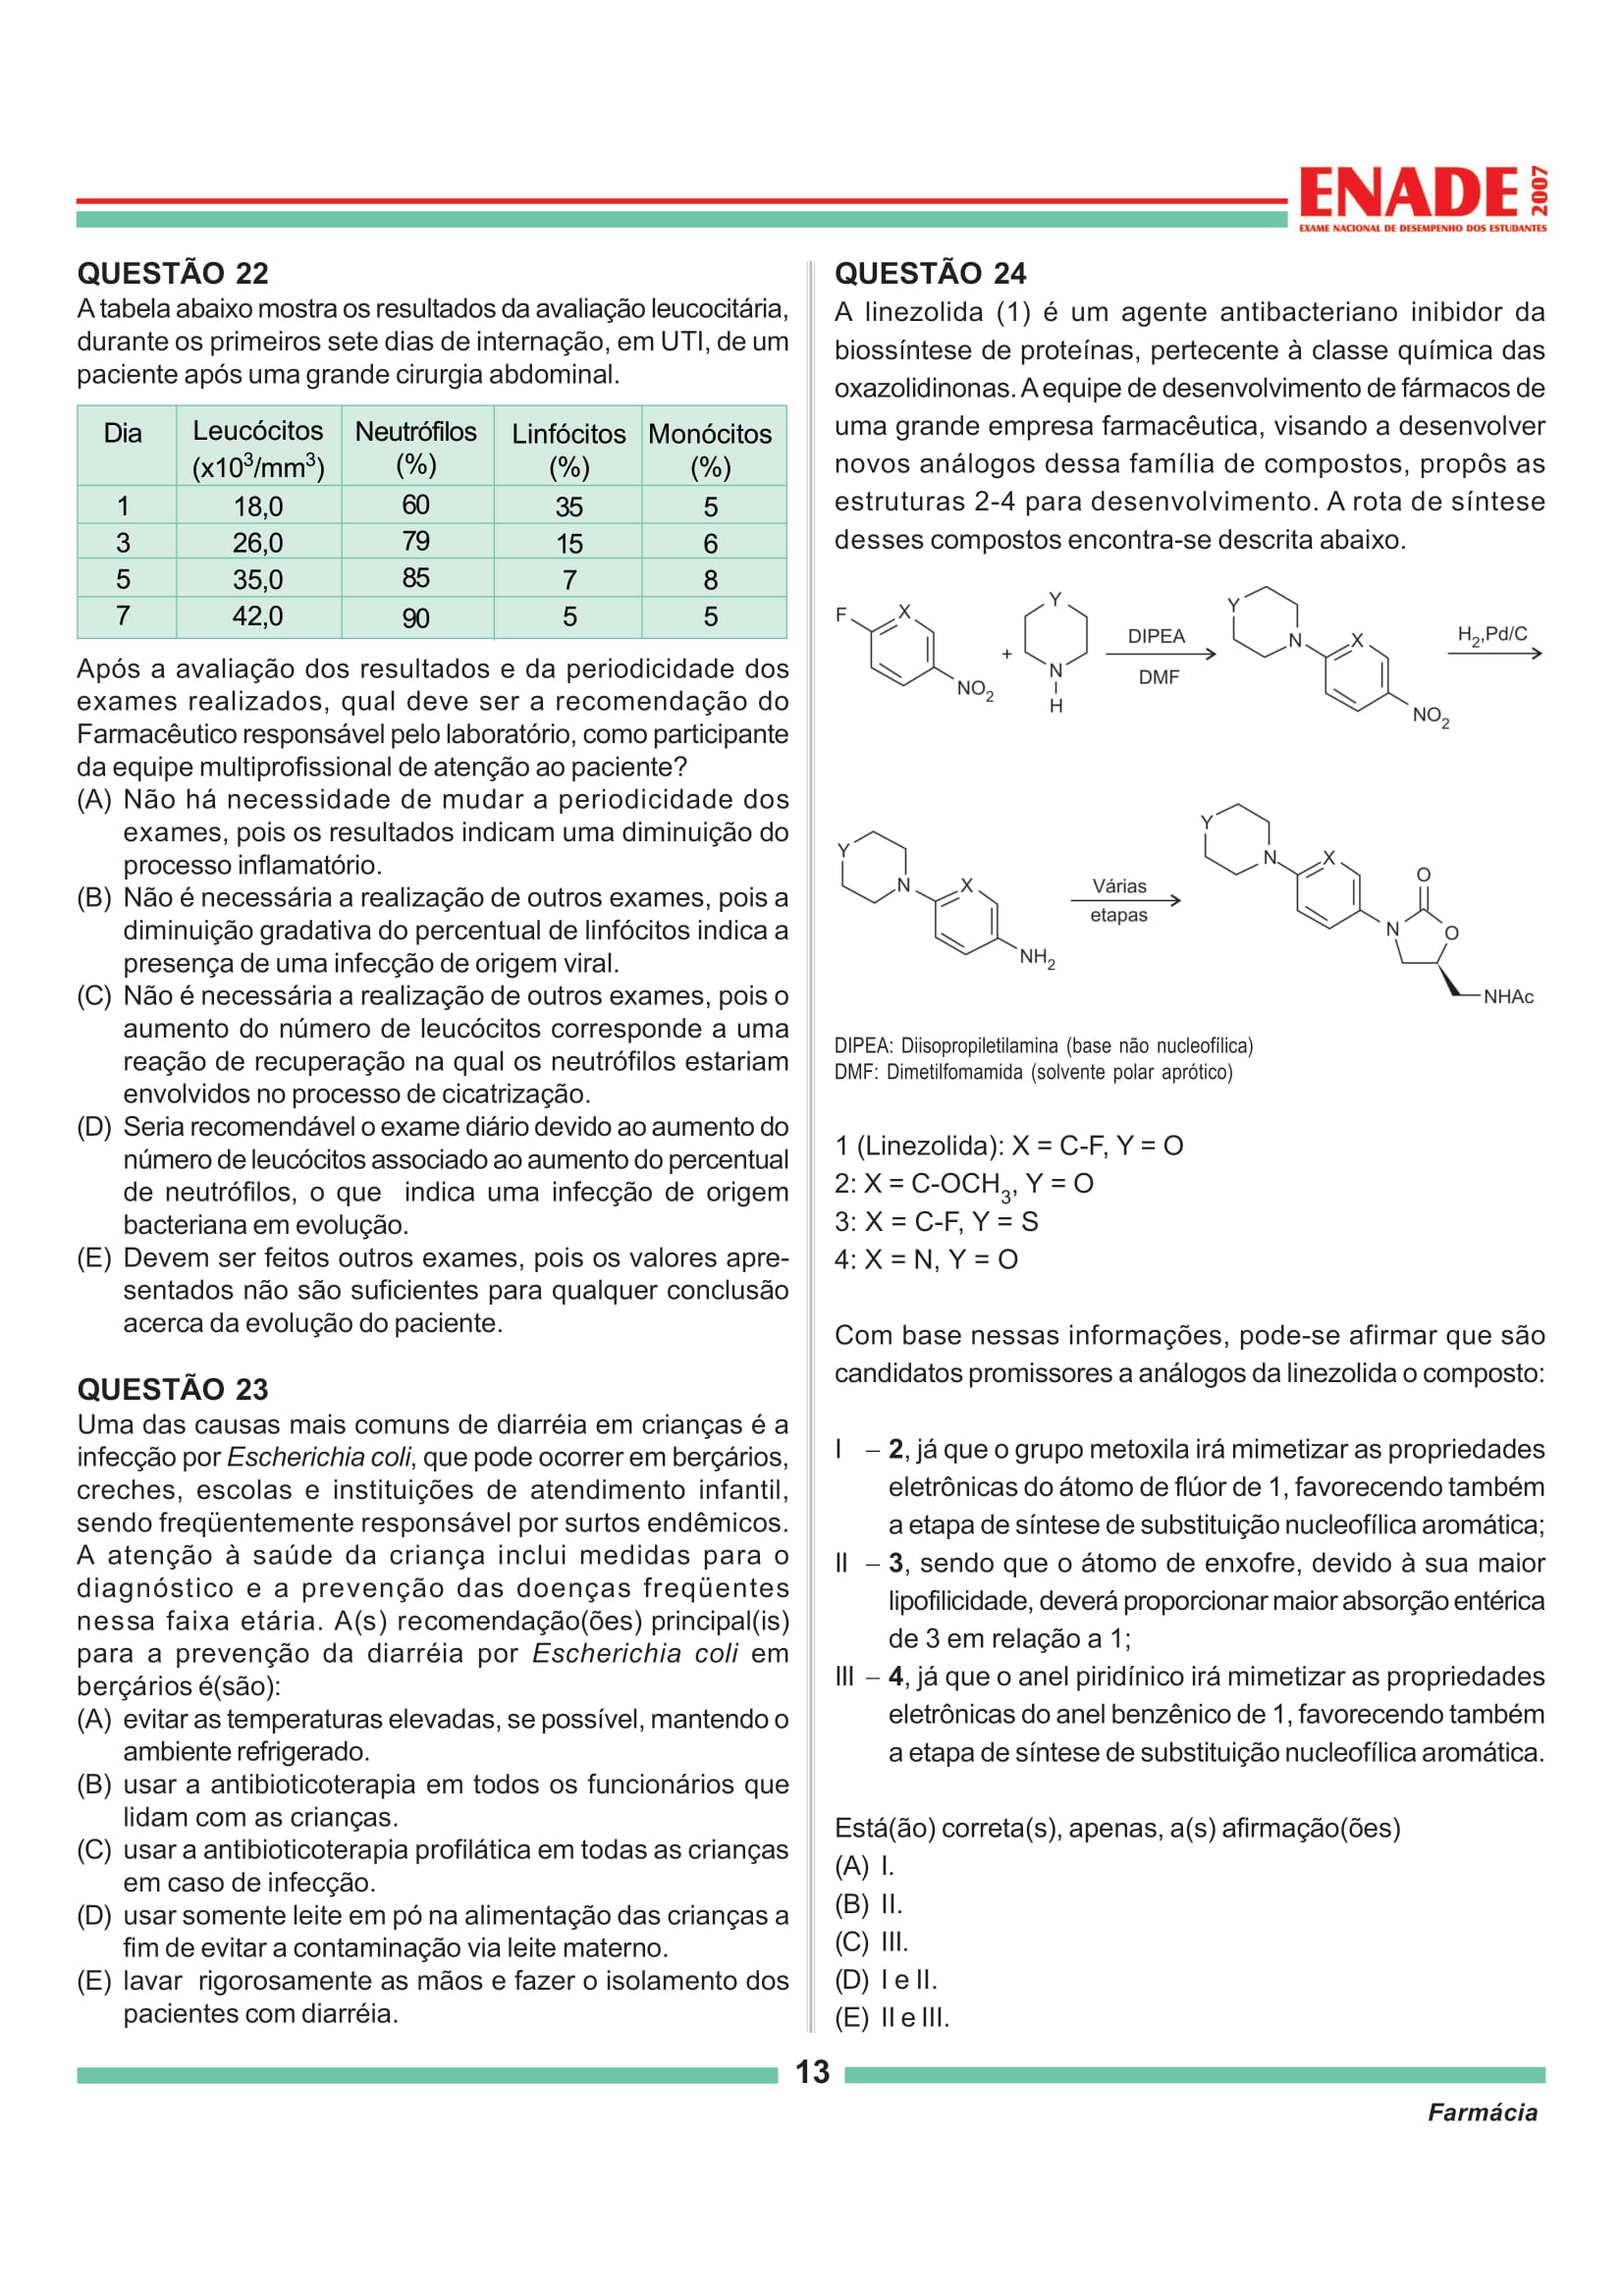 ENADE 2007
EXAME NACIONAL DE DESEMPENHO DOS ESTUDANTES
QUESTÃO 22
A tabela abaixo mostra os resultados da avaliação leucocitária,
durante os primeiros sete dias de internação, em UTI, de um
paciente após uma grande cirurgia abdominal.
Dia Leucócitos Neutrófilos Linfócitos Monócitos
(x10³/mm³) (%) (%) (%)
1 18,0 60 35 5
3 26,0 79 15 6
5 35,0 85 7 8
7 42,0 90 5 5
Após a avaliação dos resultados e da periodicidade dos
exames realizados, qual deve ser a recomendação do
Farmacêutico responsável pelo laboratório, como participante
da equipe multiprofissional de atenção ao paciente?
(A) Não há necessidade de mudar a periodicidade dos
exames, pois os resultados indicam uma diminuição do
processo inflamatório.
(B) Não é necessária a realização de outros exames, pois a
diminuição gradativa do percentual de linfócitos indica a
presença de uma infecção de origem viral.
(C) Não é necessária a realização de outros exames, pois o
aumento do número de leucócitos corresponde a uma
reação de recuperação na qual os neutrófilos estariam
envolvidos no processo de cicatrização.
(D) Seria recomendável o exame diário devido ao aumento do
número de leucócitos associado ao aumento do percentual
de neutrófilos, o que indica uma infecção de origem
bacteriana em evolução.
(E) Devem ser feitos outros exames, pois os valores apre-
sentados não são suficientes para qualquer conclusão
acerca da evolução do paciente.
QUESTÃO 23
Uma das causas mais comuns de diarréia em crianças é a
infecção por Escherichia coli, que pode ocorrer em berçários,
creches, escolas e instituições de atendimento infantil,
sendo freqüentemente responsável por surtos endêmicos.
A atenção à saúde da criança inclui medidas para o
diagnóstico e a prevenção das doenças freqüentes
nessa faixa etária. A(s) recomendação(ões) principal(is)
para a prevenção da diarréia por Escherichia coli em
berçários é(são):
(A) evitar as temperaturas elevadas, se possível, mantendo o
ambiente refrigerado.
(B) usar a antibioticoterapia em todos os funcionários que
lidam com as crianças.
(C) usar a antibioticoterapia profilática em todas as crianças
em caso de infecção.
(D) usar somente leite em pó na alimentação das crianças a
fim de evitar a contaminação via leite materno.
(E) lavar rigorosamente as mãos e fazer o isolamento dos
pacientes com diarréia.
QUESTÃO 24
A linezolida (1) é um agente antibacteriano inibidor da
biossíntese de proteínas, pertencente à classe química das
oxazolidinonas. A equipe de desenvolvimento de fármacos de
uma grande empresa farmacêutica, visando a desenvolver
novos análogos dessa família de compostos, propôs as
estruturas 2-4 para desenvolvimento. A rota de síntese
desses compostos encontra-se descrita abaixo.
F X NO₂ + Y N H DIPEA DMF Y N X NO₂ H₂,Pd/C
Y N X NH₂ Várias etapas Y N X N O O NHAc
DIPEA: Diisopropiletilamina (base não nucleofílica)
DMF: Dimetilfomamida (solvente polar aprótico)
1 (Linezolida): X = C-F, Y = O
2: X = C-OCH₃, Y = O
3: X = C-F, Y = S
4: X = N, Y = O
Com base nessas informações, pode-se afirmar que são
candidatos promissores a análogos da linezolida o composto:
I – 2, já que o grupo metoxila irá mimetizar as propriedades
eletrônicas do átomo de flúor de 1, favorecendo também
a etapa de síntese de substituição nucleofílica aromática;
II – 3, sendo que o átomo de enxofre, devido à sua maior
lipofilicidade, deverá proporcionar maior absorção entérica
de 3 em relação a 1;
III – 4, já que o anel piridínico irá mimetizar as propriedades
eletrônicas do anel benzênico de 1, favorecendo também
a etapa de síntese de substituição nucleofílica aromática.
Está(ão) correta(s), apenas, a(s) afirmação(ões)
(A) I.
(B) II.
(C) III.
(D) I e II.
(E) II e III.
13
Farmácia